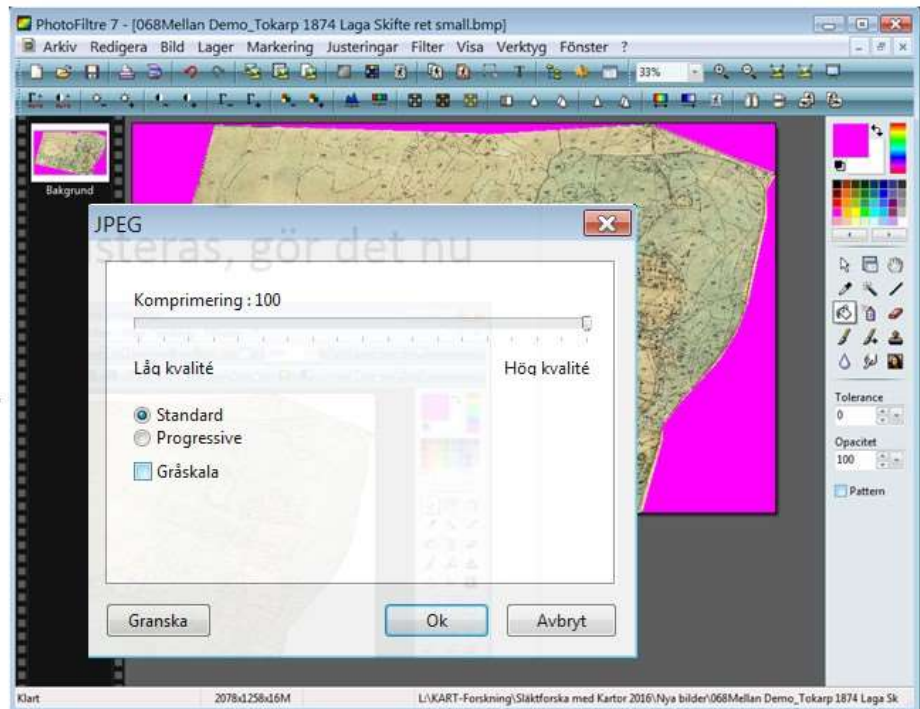 PhotoFiltre 7 - [068Mellan Demo_Tokarp 1874 Laga Skifte ret small.bmp]
Arkiv Redigera Bild Lager Markering Justeringar Filter Visa Verktyg Fönster ?
33%
Bakgrund
JPEG
steras, gör det nu
Komprimering : 100
Låg kvalité Hög kvalité
Standard
Progressive
Gråskala
Granska Ok Avbryt
Tolerance
0
Opacitet
100
Pattern
Klart 2078x1258x16M L:\KART-Forskning\Släktforska med Kartor 2016\Nya bilder\068Mellan Demo_Tokarp 1874 Laga Sk